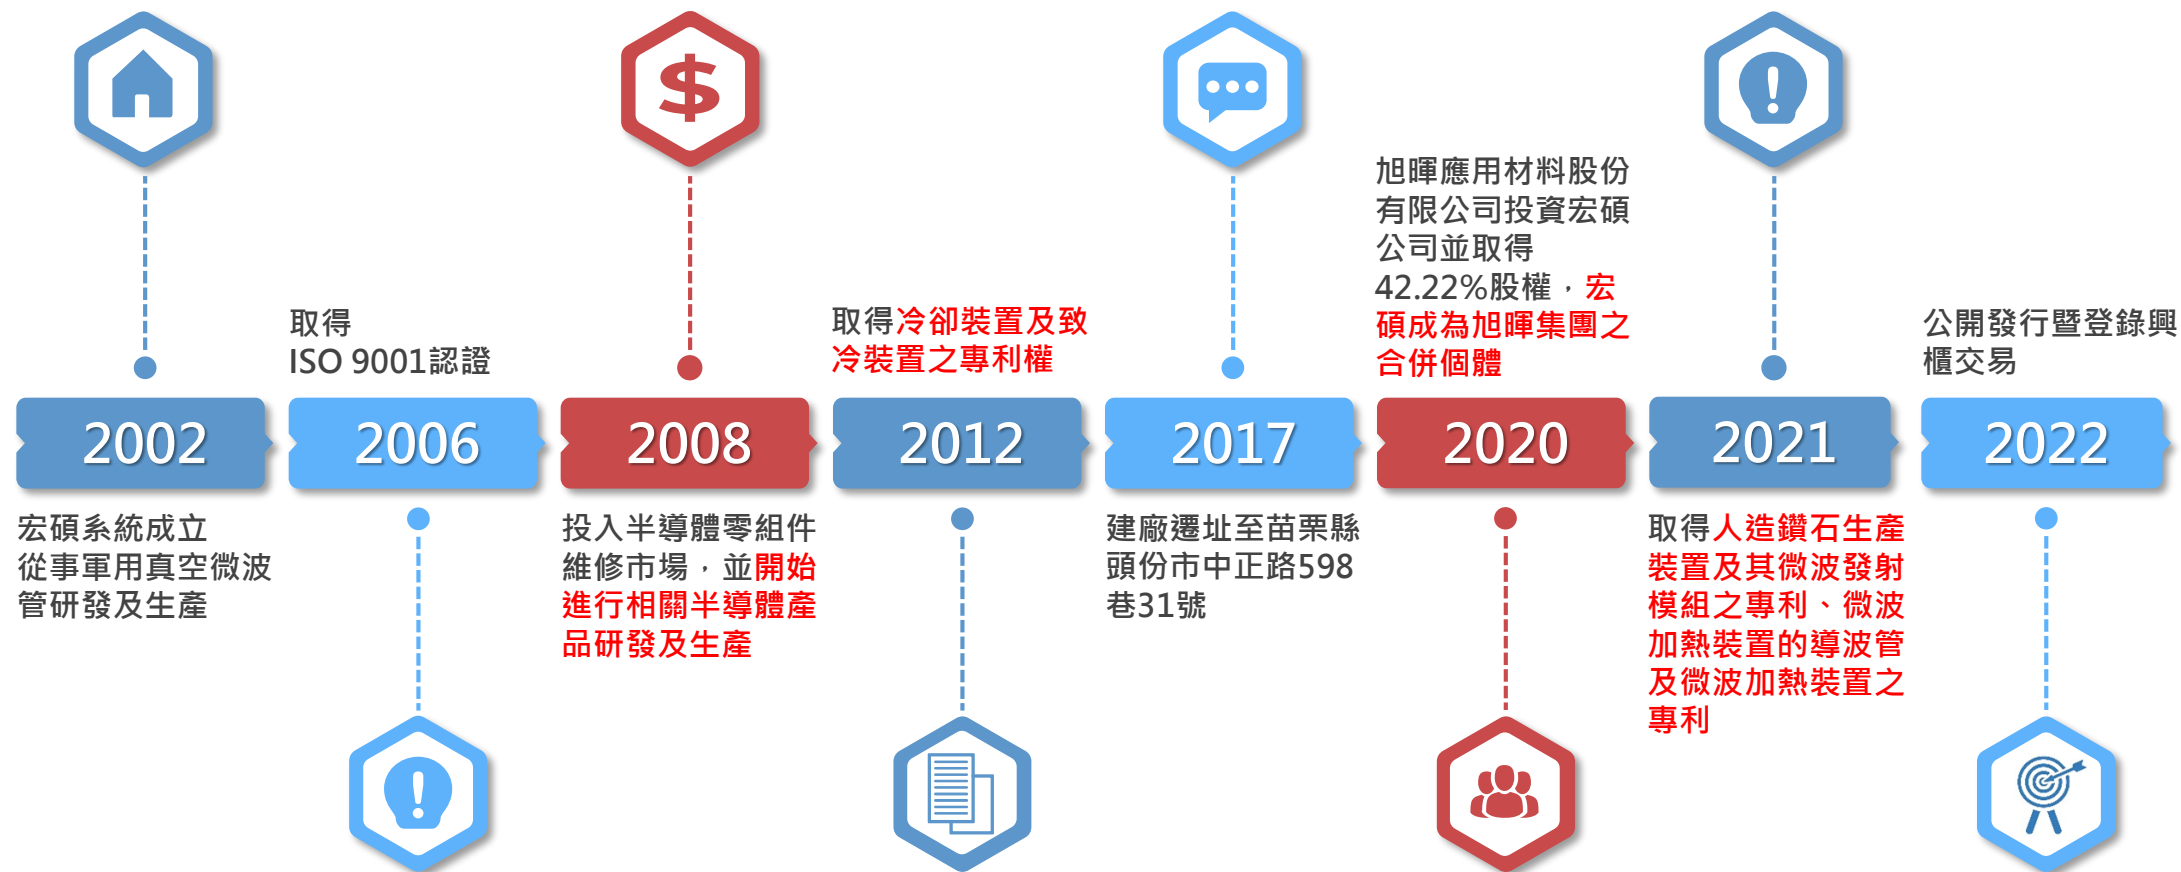 2002
宏碩系統成立
從事軍用真空微波
管研發及生產
取得
ISO 9001認證
2006
2008
投入半導體零組件
維修市場，並開始
進行相關半導體產
品研發及生產
取得冷卻裝置及致
冷裝置之專利權
2012
2017
建廠遷址至苗栗縣
頭份市中正路598
巷31號
旭暉應用材料股份
有限公司投資宏碩
公司並取得
42.22%股權，宏
碩成為旭暉集團之
合併個體
2020
2021
取得人造鑽石生產
裝置及其微波發射
模組之專利、微波
加熱裝置的導波管
及微波加熱裝置之
專利
公開發行暨登錄興
櫃交易
2022